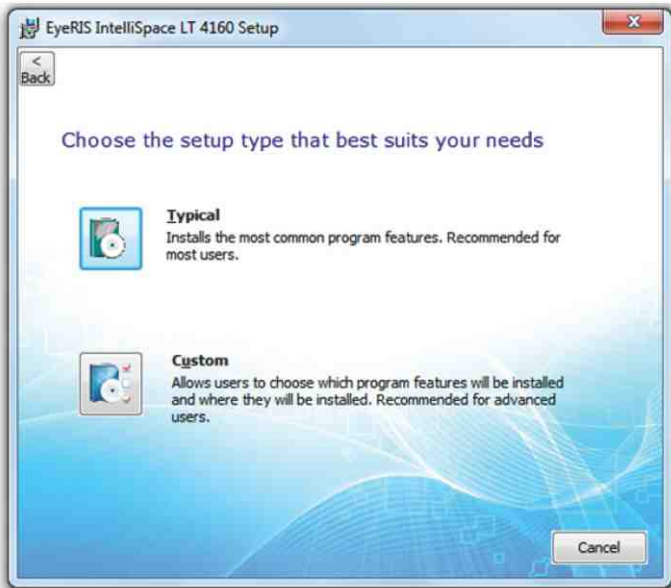 EyeRIS IntelliSpace LT 4160 Setup
X
<
Back
Choose the setup type that best suits your needs
Typical
Installs the most common program features. Recommended for
most users.
Custom
Allows users to choose which program features will be installed
and where they will be installed. Recommended for advanced
users.
Cancel